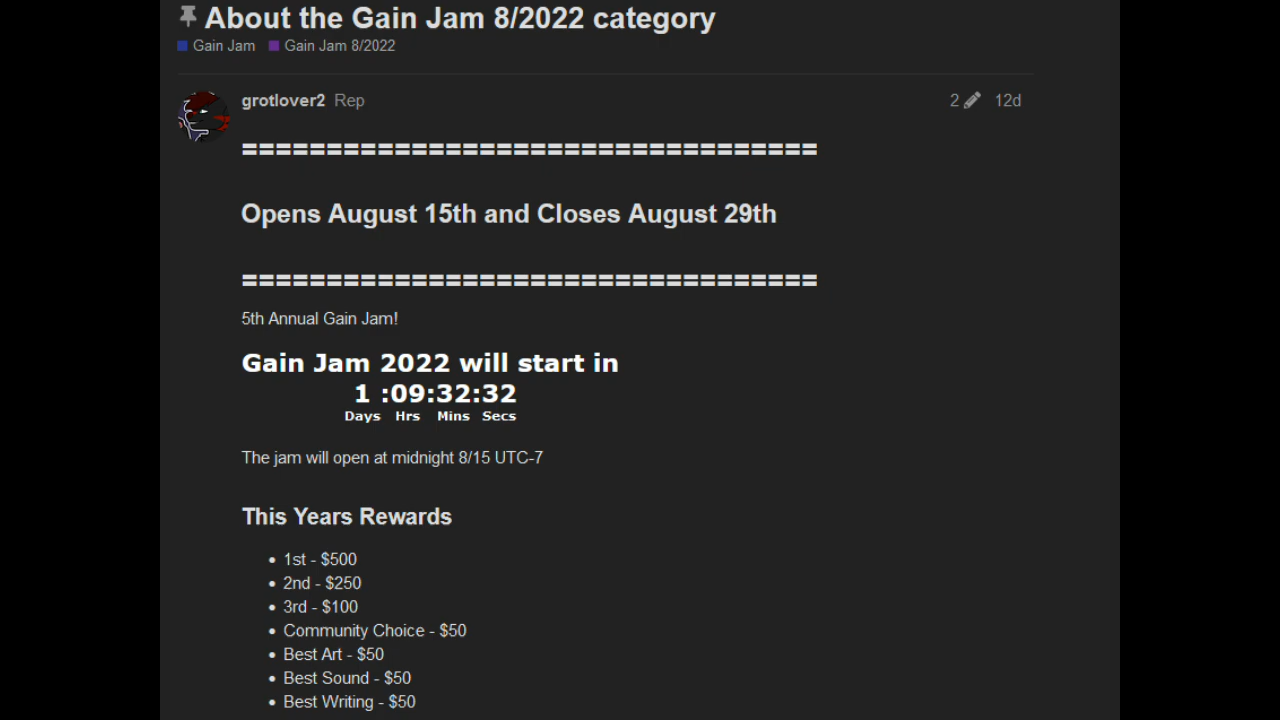 About the Gain Jam 8/2022 category
Gain Jam Gain Jam 8/2022
grotlover2 Rep 2 12d
==================================
Opens August 15th and Closes August 29th
==================================
5th Annual Gain Jam!
Gain Jam 2022 will start in
1 :09:32:32
Days Hrs Mins Secs
The jam will open at midnight 8/15 UTC-7
This Years Rewards
• 1st - $500
• 2nd - $250
• 3rd - $100
• Community Choice - $50
• Best Art - $50
• Best Sound - $50
• Best Writing - $50